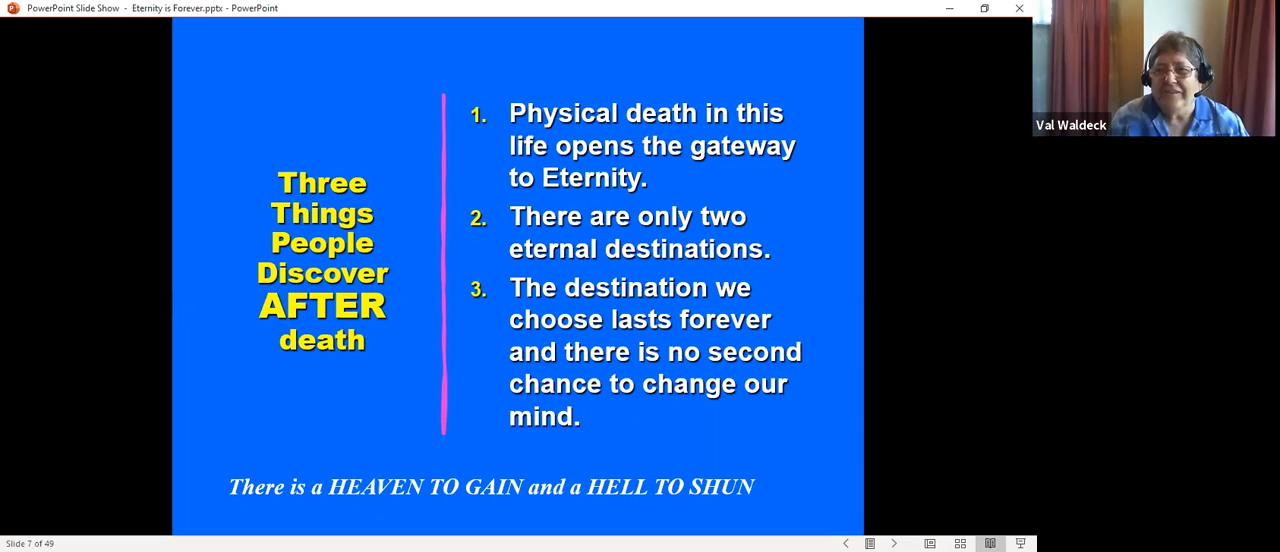 PowerPoint Slide Show - Eternity is Forever.pptx - PowerPoint
Val Waldeck
Three
Things
People
Discover
AFTER
death
1. Physical death in this
life opens the gateway
to Eternity.
2. There are only two
eternal destinations.
3. The destination we
choose lasts forever
and there is no second
chance to change our
mind.
There is a HEAVEN TO GAIN and a HELL TO SHUN
Slide 7 of 49